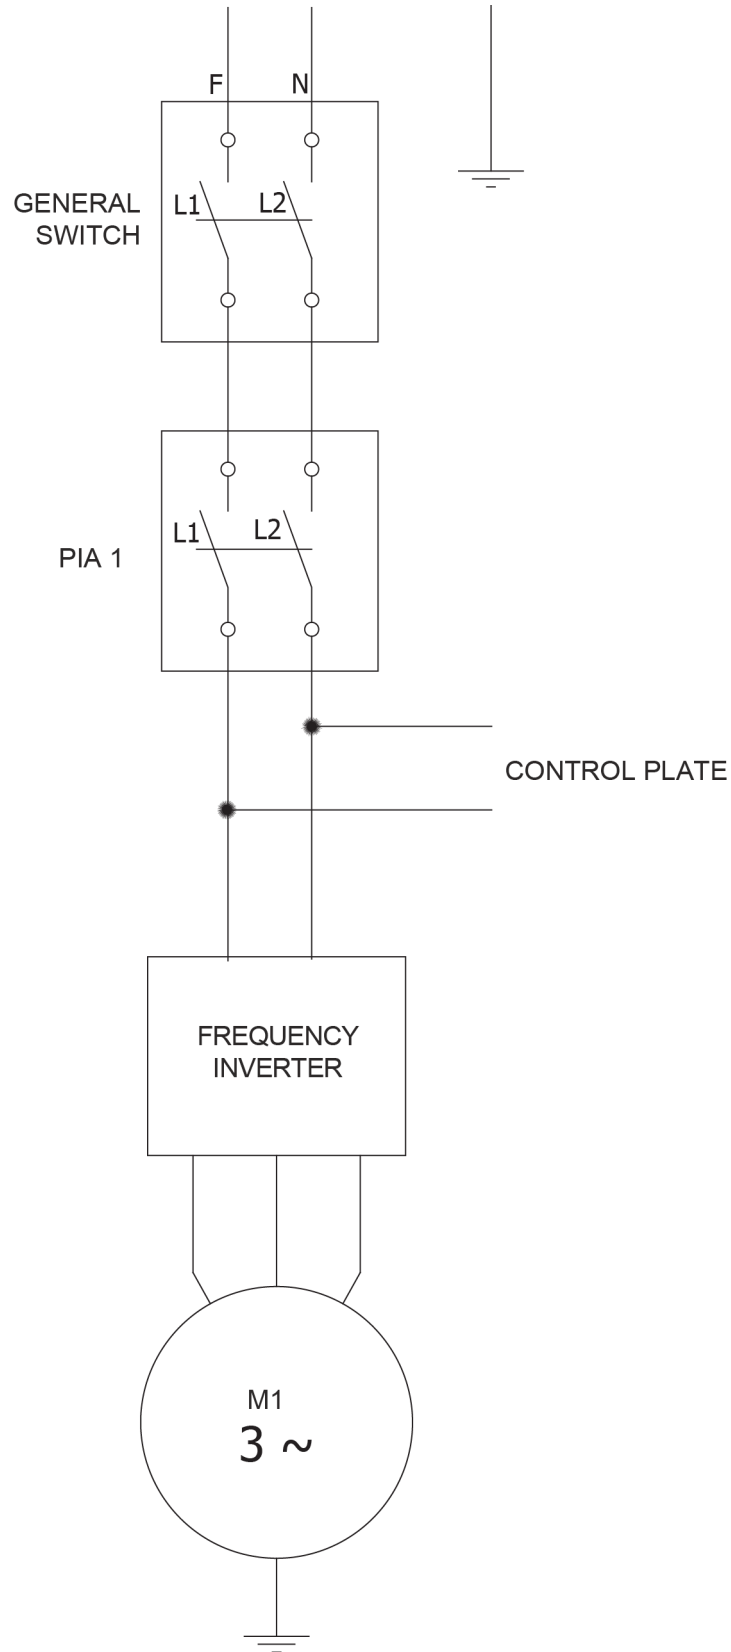 F
N
GENERAL
SWITCH
L1
L2
PIA 1
L1
L2
CONTROL PLATE
FREQUENCY
INVERTER
M1
3 ~